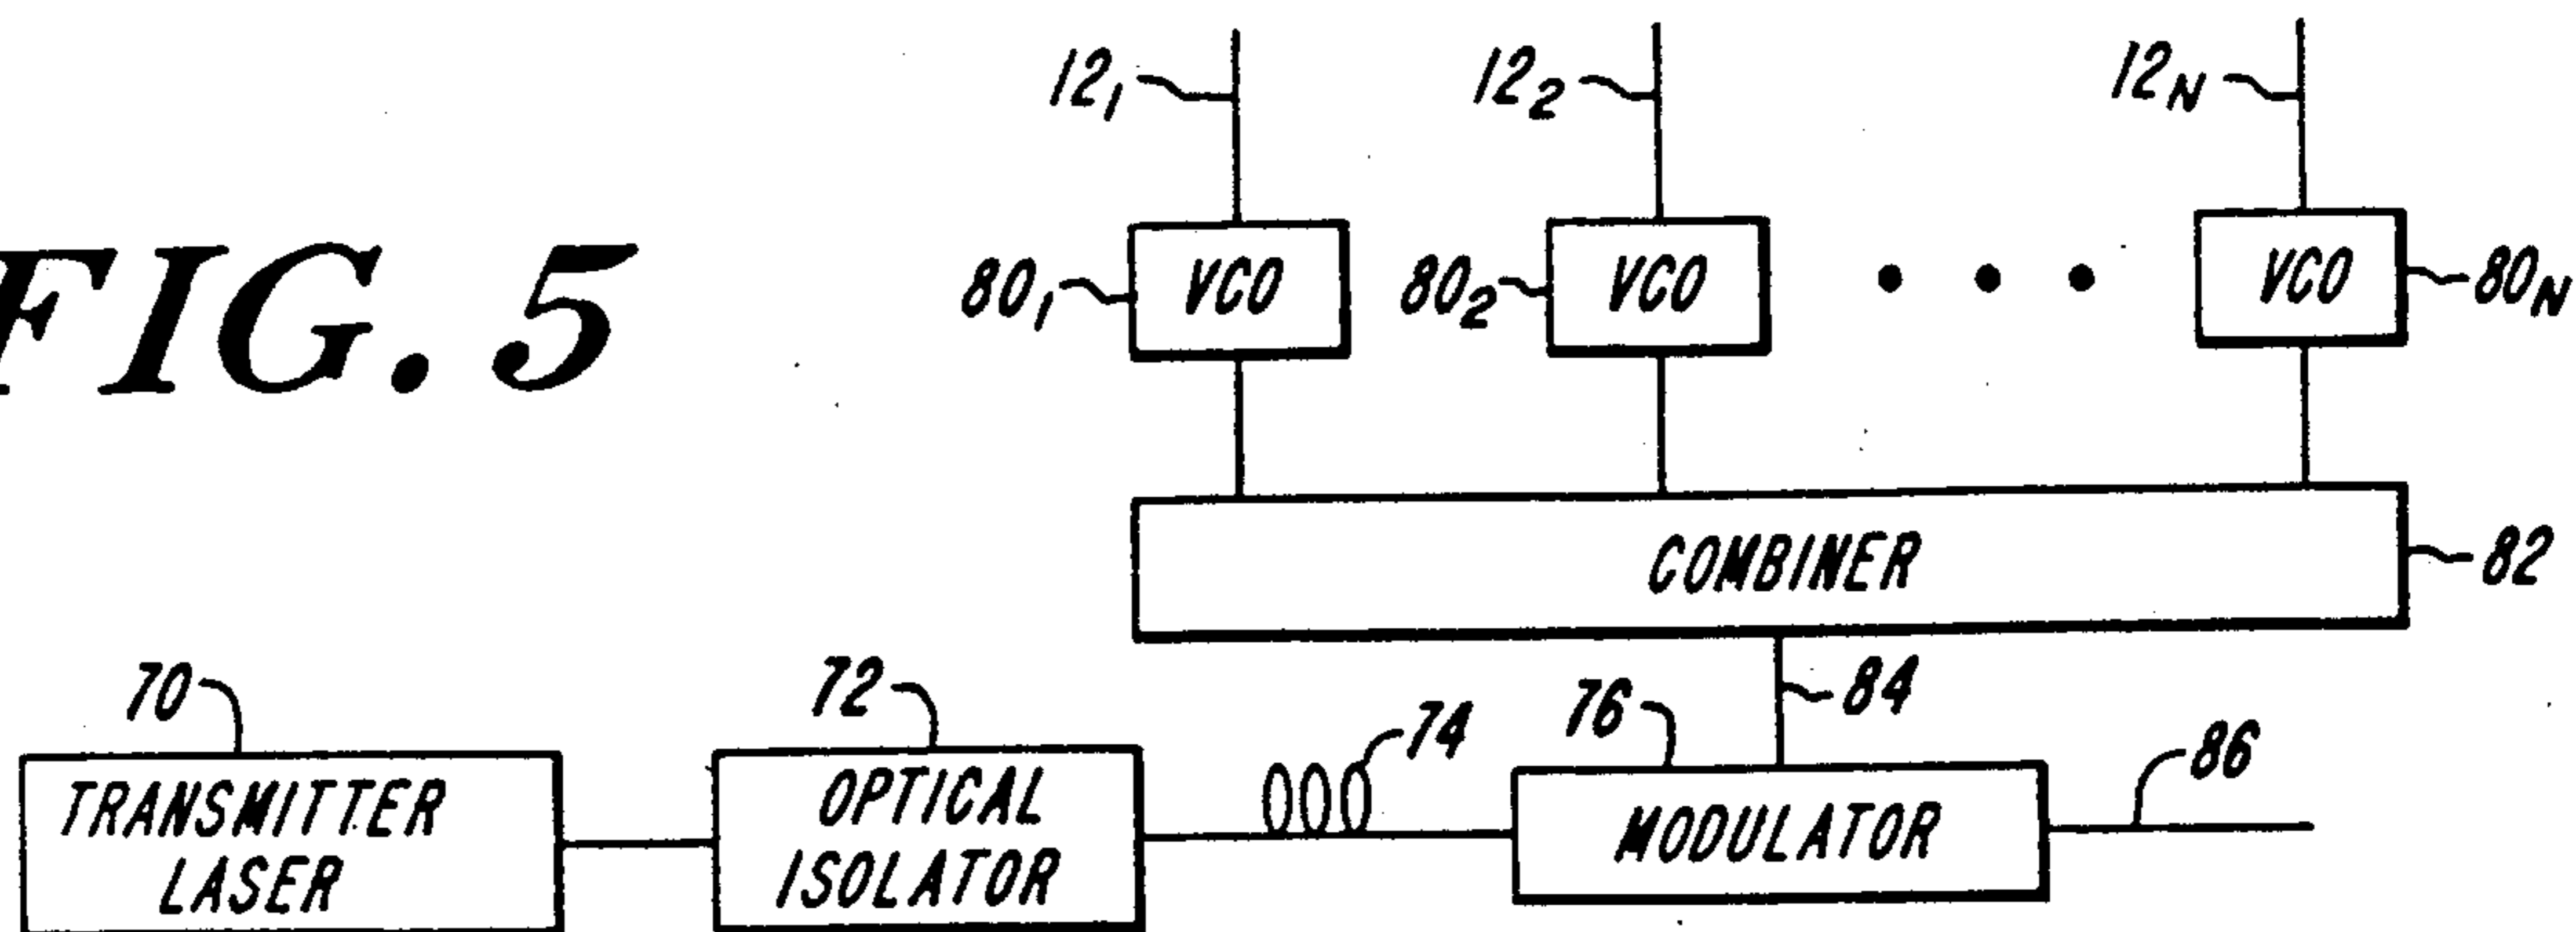 FIG. 5
12₁ 12₂ 12N
80₁ VCO 80₂ VCO • • • VCO 80N
COMBINER 82
70 72 74 76 84 86
TRANSMITTER
LASER
OPTICAL
ISOLATOR
MODULATOR